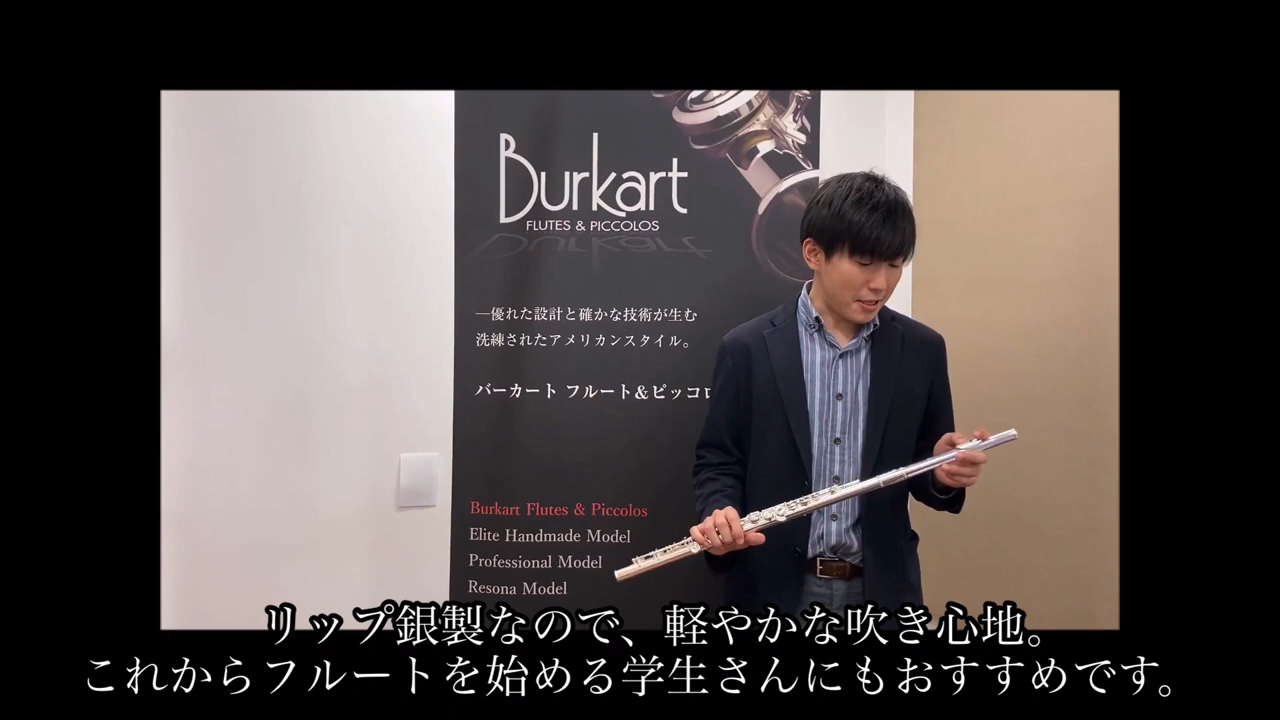 Burkart
FLUTES & PICCOLOS
―優れた設計と確かな技術が生む
洗練されたアメリカンスタイル。
バーカート フルート&ピッコロ
Burkart Flutes & Piccolos
Elite Handmade Model
Professional Model
Resona Model
リップ銀製なので、軽やかな吹き心地。
これからフルートを始める学生さんにもおすすめです。